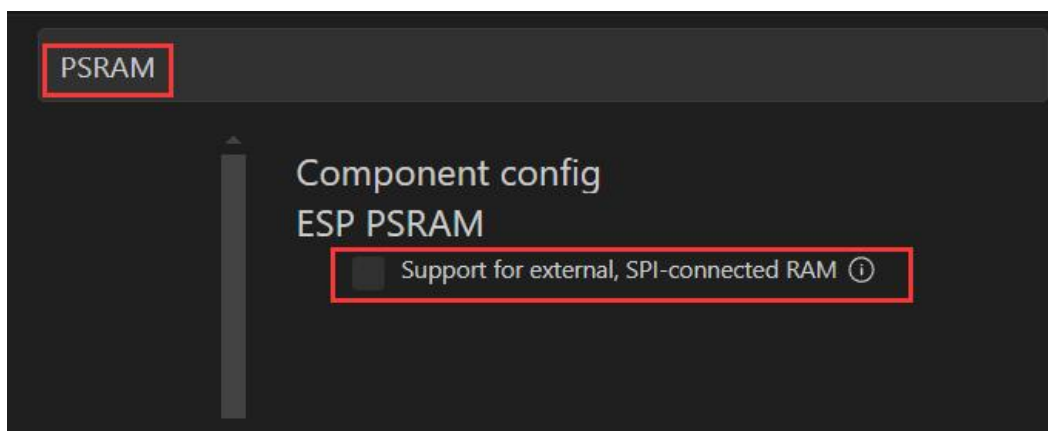 PSRAM
Component config
ESP PSRAM
Support for external, SPI-connected RAM